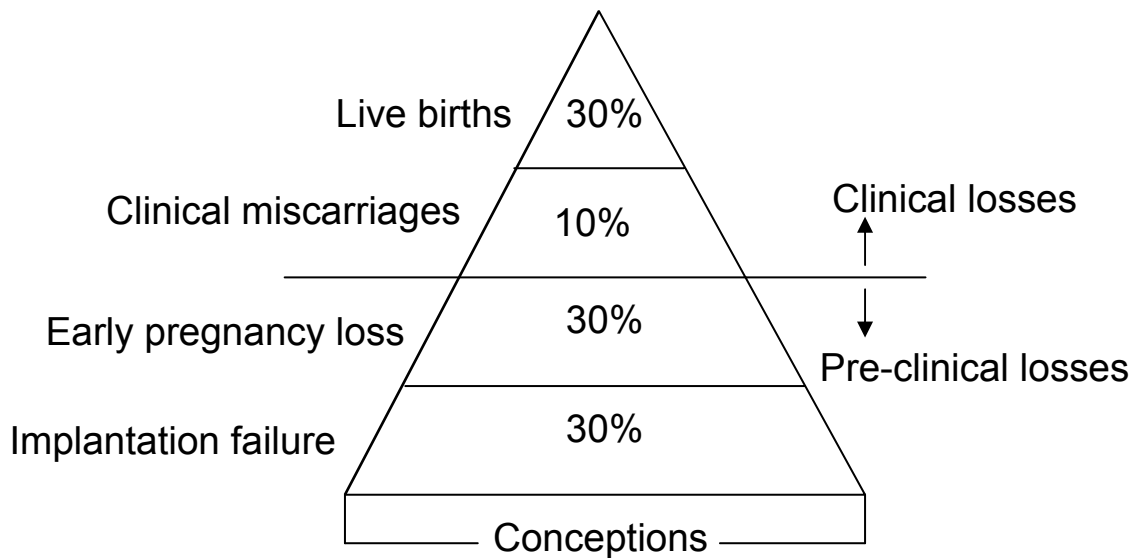 Live births
30%
Clinical miscarriages
10%
Clinical losses
Early pregnancy loss
30%
Pre-clinical losses
Implantation failure
30%
Conceptions